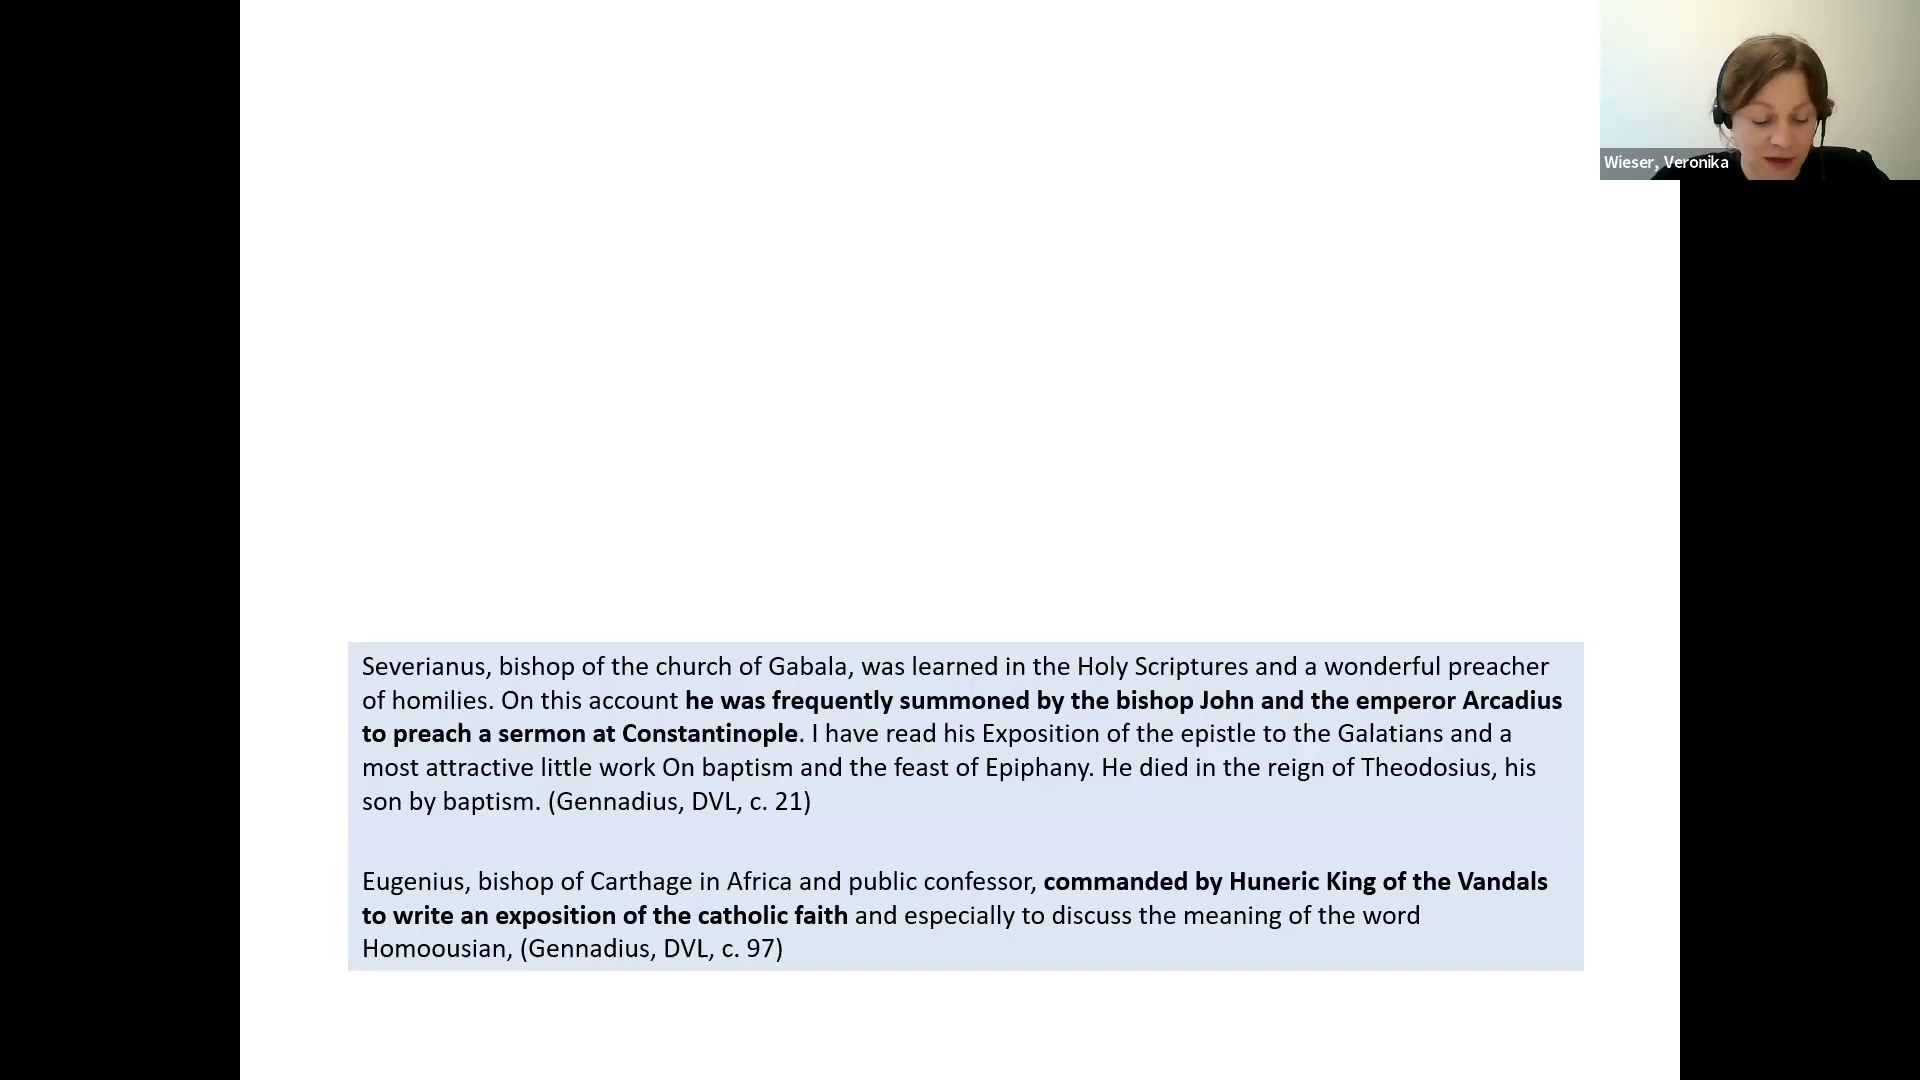 Wieser, Veronika
Severianus, bishop of the church of Gabala, was learned in the Holy Scriptures and a wonderful preacher
of homilies. On this account he was frequently summoned by the bishop John and the emperor Arcadius
to preach a sermon at Constantinople. I have read his Exposition of the epistle to the Galatians and a
most attractive little work On baptism and the feast of Epiphany. He died in the reign of Theodosius, his
son by baptism. (Gennadius, DVL, c. 21)
Eugenius, bishop of Carthage in Africa and public confessor, commanded by Huneric King of the Vandals
to write an exposition of the catholic faith and especially to discuss the meaning of the word
Homoousian, (Gennadius, DVL, c. 97)